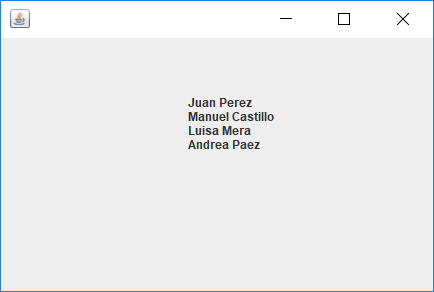 Juan Perez
Manuel Castillo
Luisa Mera
Andrea Paez